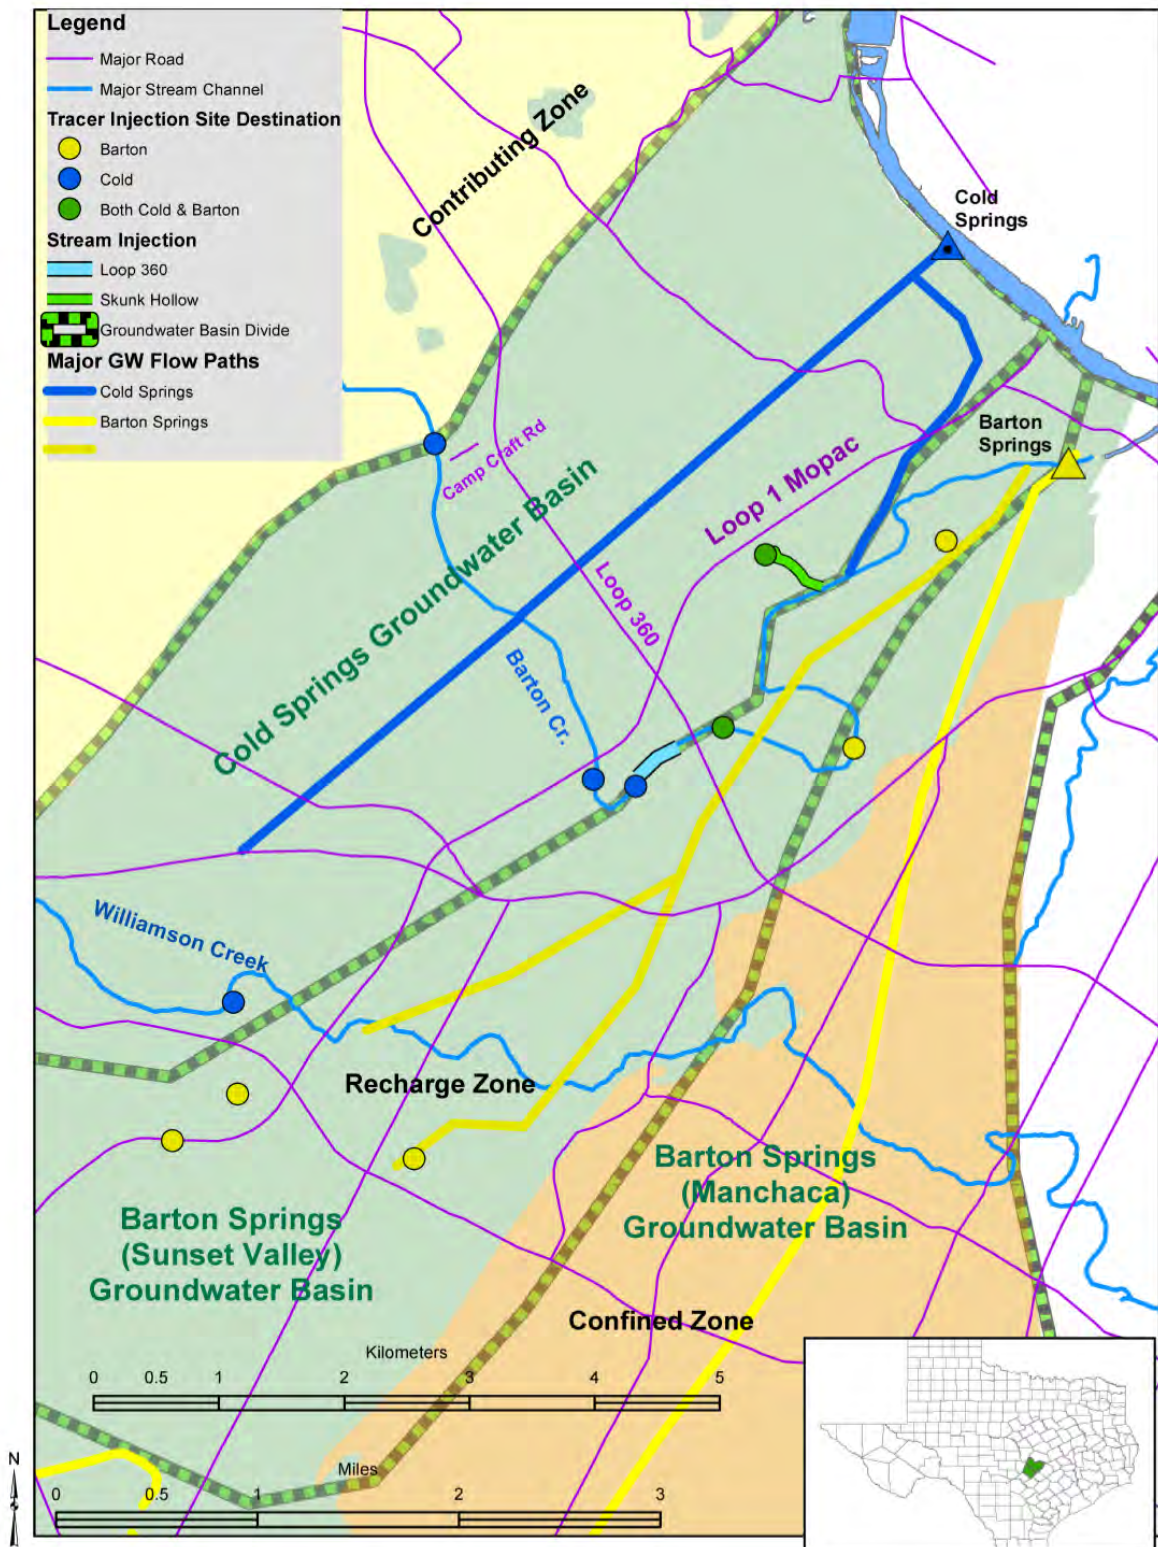 Legend
Major Road
Major Stream Channel
Tracer Injection Site Destination
Barton
Cold
Both Cold & Barton
Stream Injection
Loop 360
Skunk Hollow
Groundwater Basin Divide
Major GW Flow Paths
Cold Springs
Barton Springs
Contributing Zone
Cold
Springs
Barton
Springs
Camp Craft Rd
Loop 1 Mopac
Cold Springs Groundwater Basin
Loop 360
Barton Cr.
Williamson Creek
Recharge Zone
Barton Springs
(Manchaca)
Groundwater Basin
Barton Springs
(Sunset Valley)
Groundwater Basin
Confined Zone
Kilometers
0 0.5 1 2 3 4 5
Miles
0 0.5 1 2 3
N